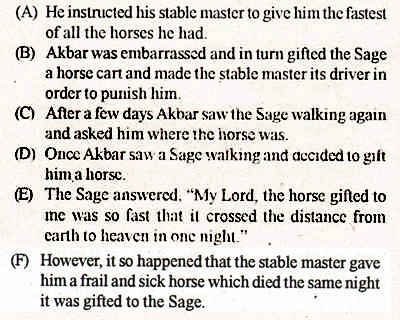 (A) He instructed his stable master to give him the fastest
of all the horses he had.
(B) Akbar was embarrassed and in turn gifted the Sage
a horse cart and made the stable master its driver in
order to punish him.
(C) After a few days Akbar saw the Sage walking again
and asked him where the horse was.
(D) Once Akbar saw a Sage walking and decided to gift
him a horse.
(E) The Sage answered, “My Lord, the horse gifted to
me was so fast that it crossed the distance from
earth to heaven in one night.”
(F) However, it so happened that the stable master gave
him a frail and sick horse which died the same night
it was gifted to the Sage.